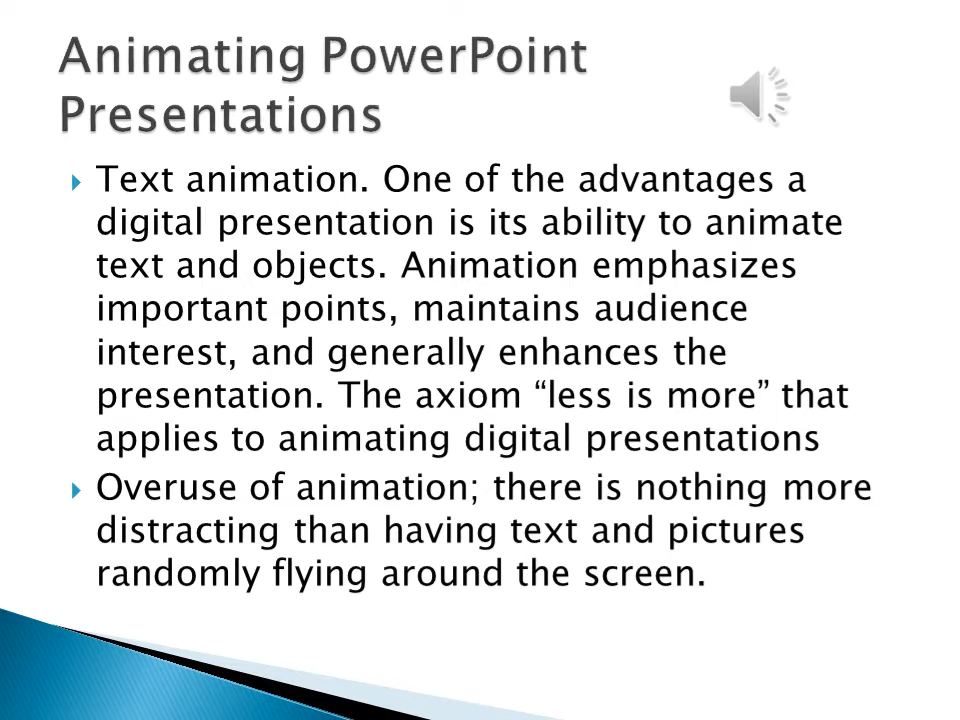 Animating PowerPoint
Presentations
Text animation. One of the advantages a
digital presentation is its ability to animate
text and objects. Animation emphasizes
important points, maintains audience
interest, and generally enhances the
presentation. The axiom “less is more” that
applies to animating digital presentations
Overuse of animation; there is nothing more
distracting than having text and pictures
randomly flying around the screen.